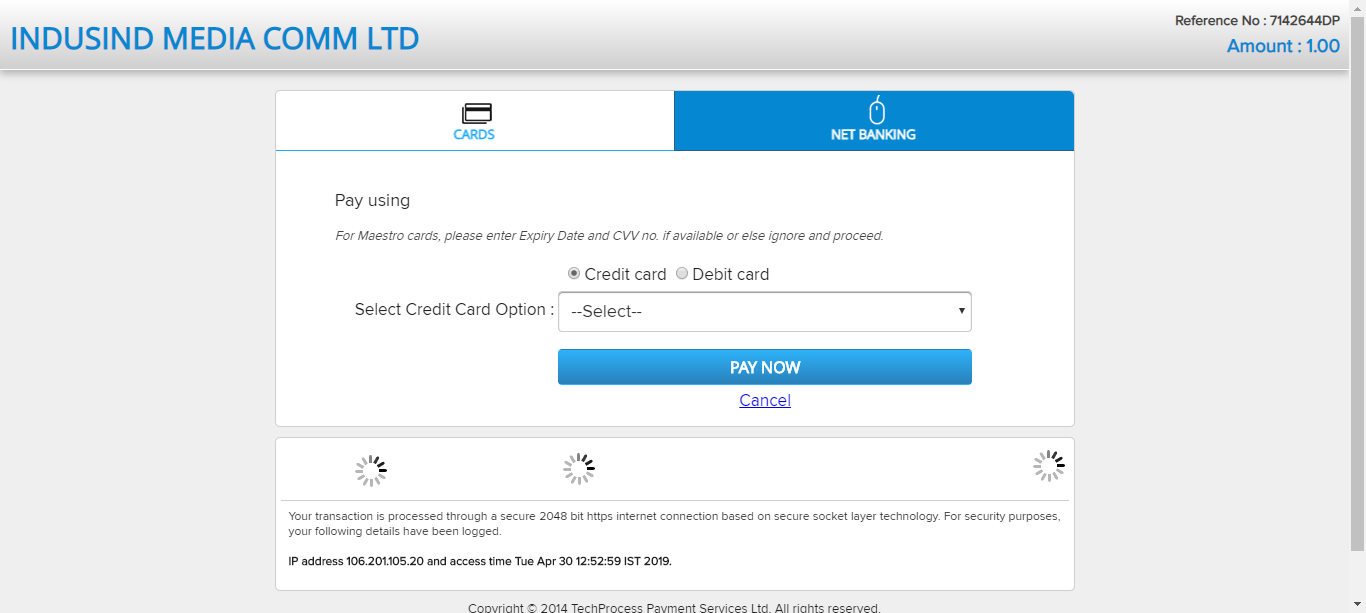 INDUSIND MEDIA COMM LTD
Reference No : 7142644DP
Amount : 1.00
CARDS
NET BANKING
Pay using
For Maestro cards, please enter Expiry Date and CVV no. if available or else ignore and proceed.
Credit card Debit card
Select Credit Card Option : --Select--
PAY NOW
Cancel
Your transaction is processed through a secure 2048 bit https internet connection based on secure socket layer technology. For security purposes,
your following details have been logged.
IP address 106.201.105.20 and access time Tue Apr 30 12:52:59 IST 2019.
Copyright © 2014 TechProcess Payment Services Ltd. All rights reserved.